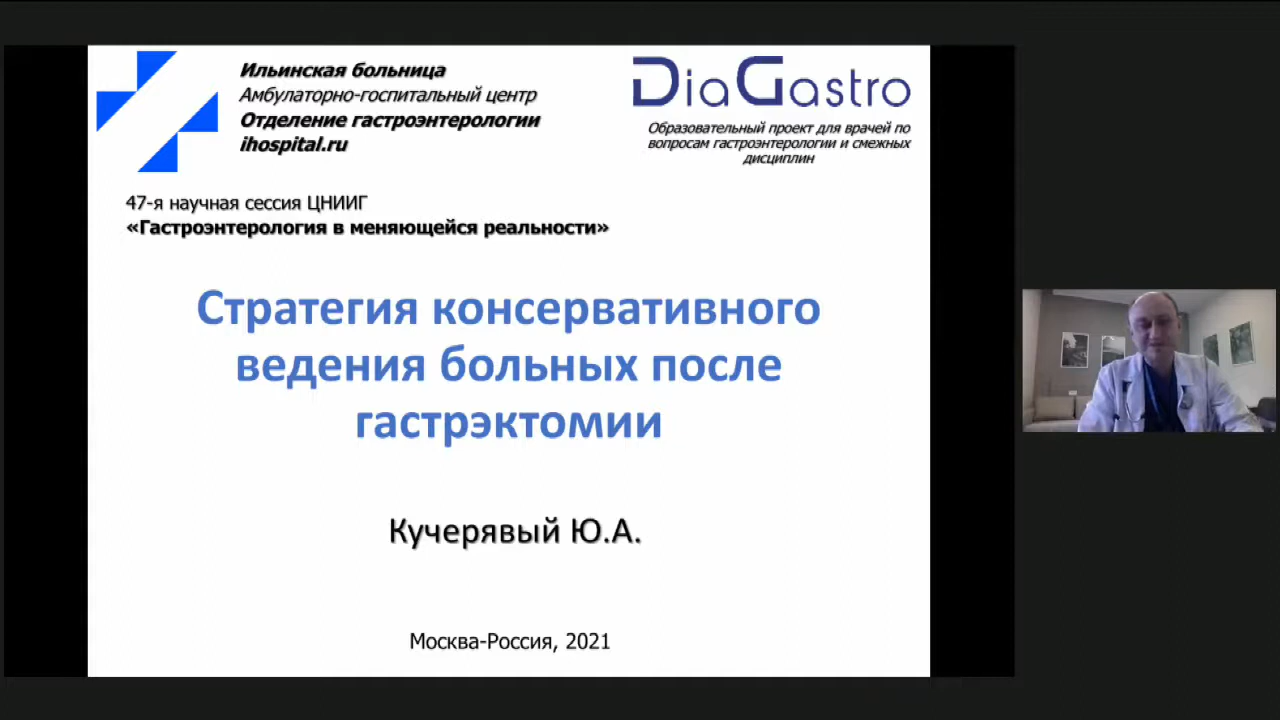 Ильинская больница
Амбулаторно-госпитальный центр
Отделение гастроэнтерологии
ihospital.ru
DiaGastro
Образовательный проект для врачей по
вопросам гастроэнтерологии и смежных
дисциплин
47-я научная сессия ЦНИИГ
«Гастроэнтерология в меняющейся реальности»
Стратегия консервативного
ведения больных после
гастрэктомии
Кучерявый Ю.А.
Москва-Россия, 2021